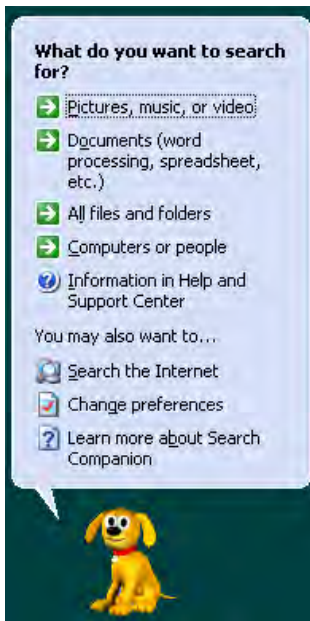 What do you want to search
for?
Pictures, music, or video
Documents (word
processing, spreadsheet,
etc.)
All files and folders
Computers or people
Information in Help and
Support Center
You may also want to...
Search the Internet
Change preferences
Learn more about Search
Companion